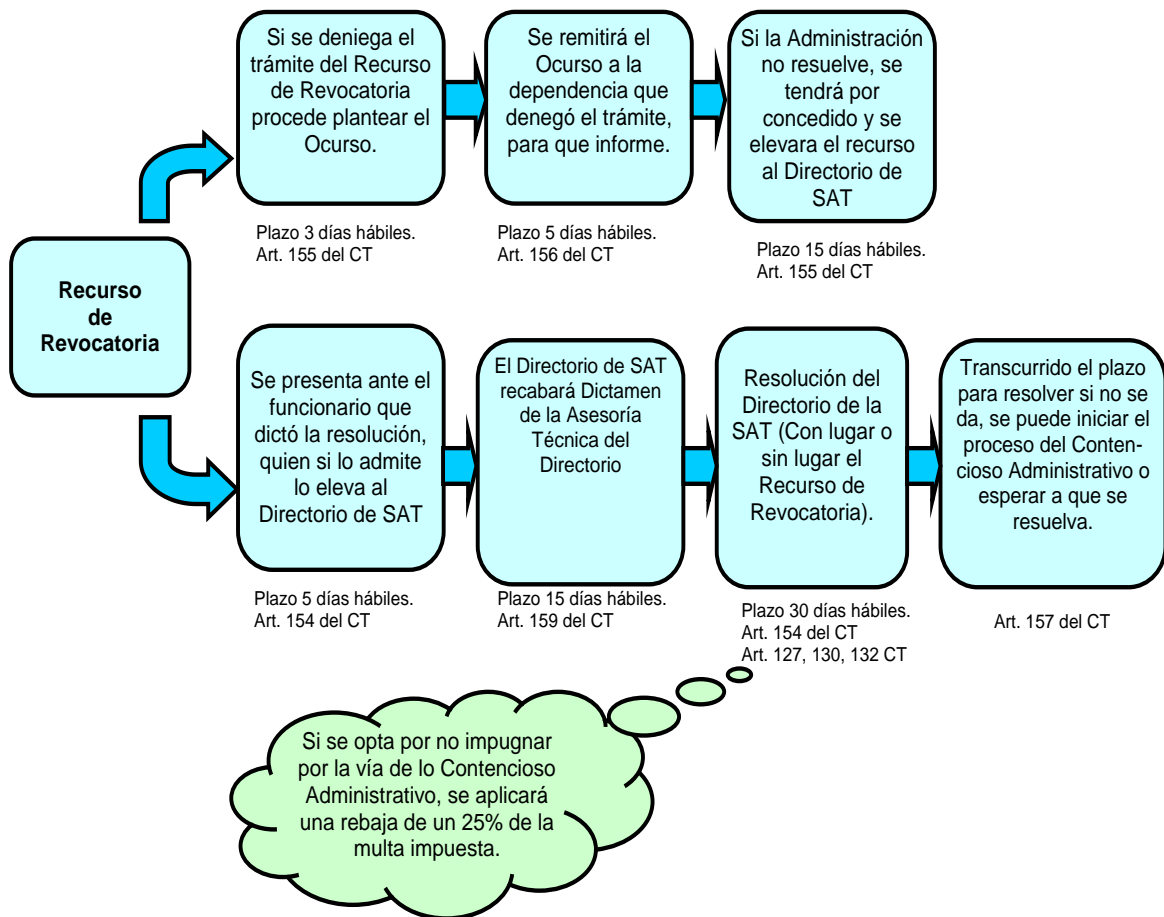 Si se deniega el
trámite del Recurso
de Revocatoria
procede plantear el
Ocurso.
Plazo 3 días hábiles.
Art. 155 del CT
Se remitirá el
Ocurso a la
dependencia que
denegó el trámite,
para que informe.
Plazo 5 días hábiles.
Art. 156 del CT
Si la Administración
no resuelve, se
tendrá por
concedido y se
elevara el recurso
al Directorio de
SAT
Plazo 15 días hábiles.
Art. 155 del CT
Recurso
de
Revocatoria
Se presenta ante el
funcionario que
dictó la resolución,
quien si lo admite
lo eleva al
Directorio de SAT
Plazo 5 días hábiles.
Art. 154 del CT
El Directorio de SAT
recabará Dictamen
de la Asesoría
Técnica del
Directorio
Plazo 15 días hábiles.
Art. 159 del CT
Resolución del
Directorio de la
SAT (Con lugar o
sin lugar el
Recurso de
Revocatoria).
Plazo 30 días hábiles.
Art. 154 del CT
Art. 127, 130, 132 CT
Transcurrido el plazo
para resolver si no se
da, se puede iniciar el
proceso del Conten-
cioso Administrativo o
esperar a que se
resuelva.
Art. 157 del CT
Si se opta por no impugnar
por la vía de lo Contencioso
Administrativo, se aplicará
una rebaja de un 25% de la
multa impuesta.